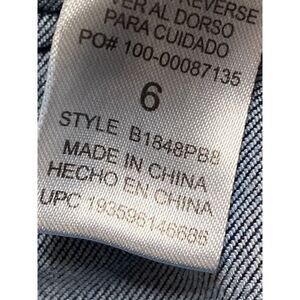 REVERSE
VER AL DORSO
PARA CUIDADO
PO# 100-00087135
6
STYLE B1848PB8
MADE IN CHINA
HECHO EN CHINA
UPC 193596146686